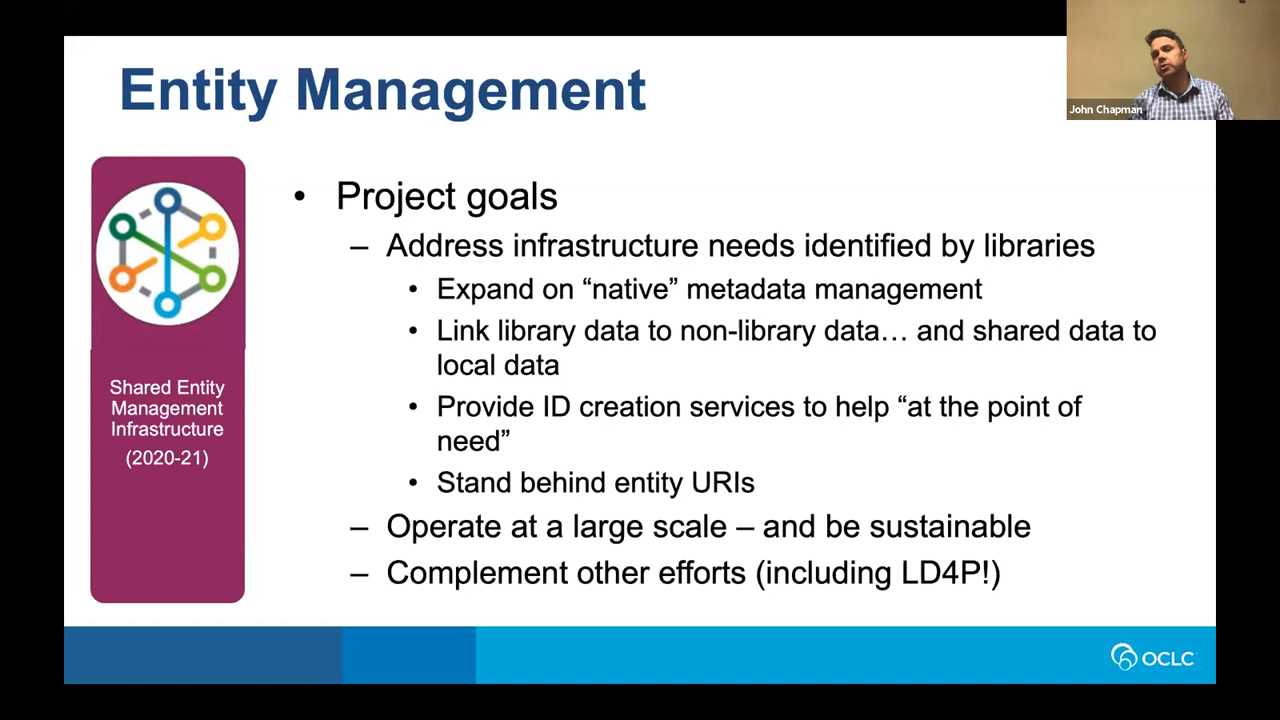 Entity Management
John Chapman
Shared Entity
Management
Infrastructure
(2020-21)
• Project goals
– Address infrastructure needs identified by libraries
• Expand on “native” metadata management
• Link library data to non-library data… and shared data to
local data
• Provide ID creation services to help “at the point of
need”
• Stand behind entity URIs
– Operate at a large scale – and be sustainable
– Complement other efforts (including LD4P!)
OCLC